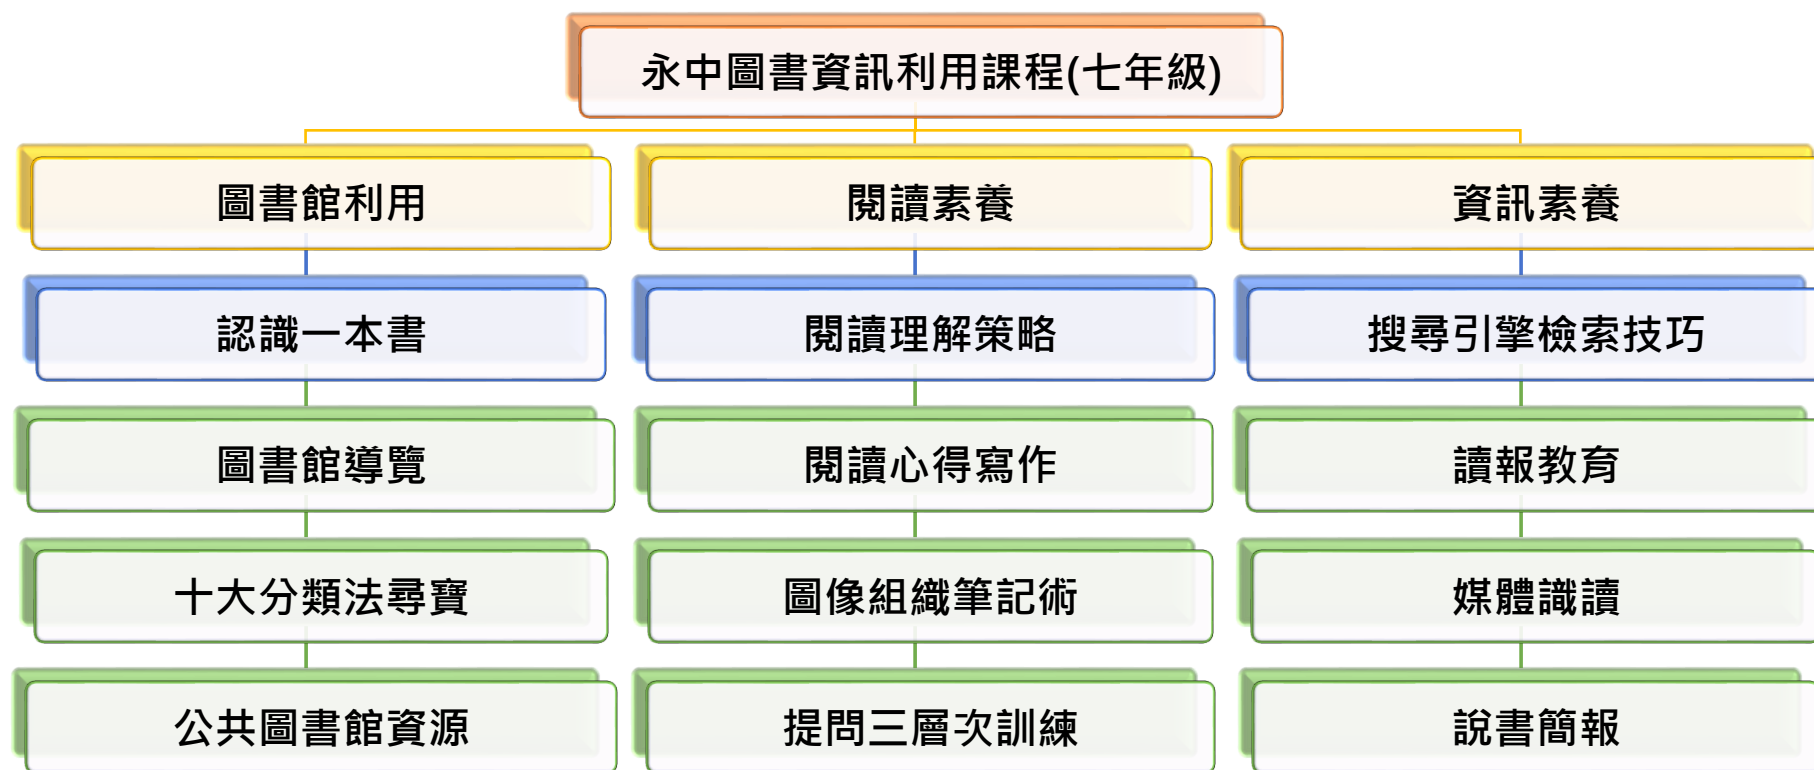 永中圖書資訊利用課程(七年級)
圖書館利用
閱讀素養
資訊素養
認識一本書
閱讀理解策略
搜尋引擎檢索技巧
圖書館導覽
閱讀心得寫作
讀報教育
十大分類法尋寶
圖像組織筆記術
媒體識讀
公共圖書館資源
提問三層次訓練
說書簡報